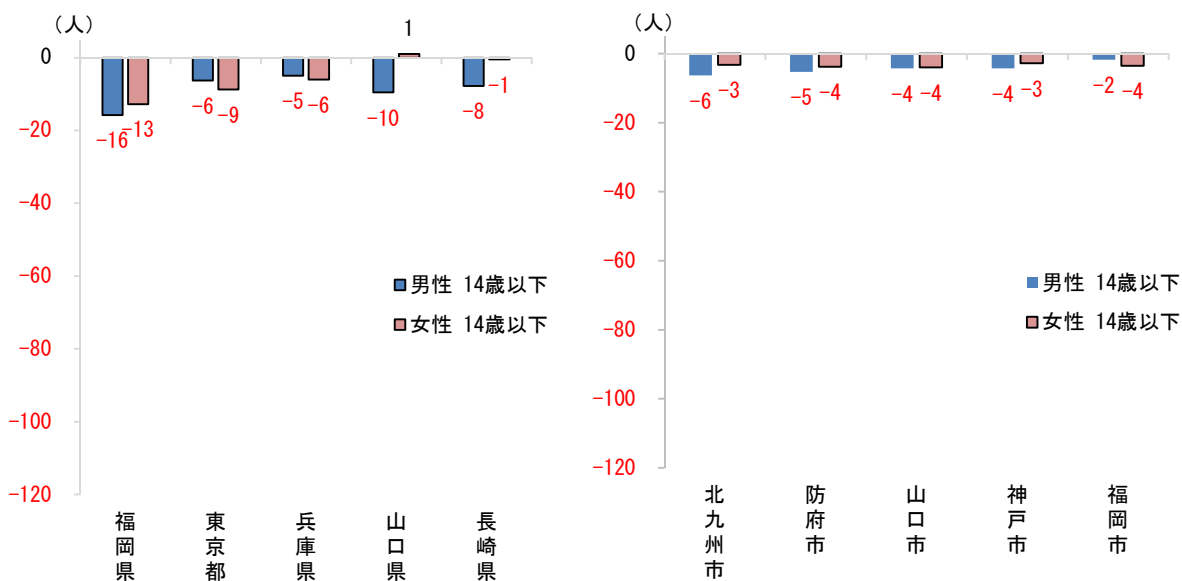 （人）
1
0
-20
-40
-60
-80
-100
-120
-16
-13
-6
-9
-5
-6
-10
-8
-1
男性 14歳以下
女性 14歳以下
福岡県
東京都
兵庫県
山口県
長崎県
（人）
0
-20
-40
-60
-80
-100
-120
-6
-3
-5
-4
-4
-4
-4
-3
-2
-4
男性 14歳以下
女性 14歳以下
北九州市
防府市
山口市
神戸市
福岡市